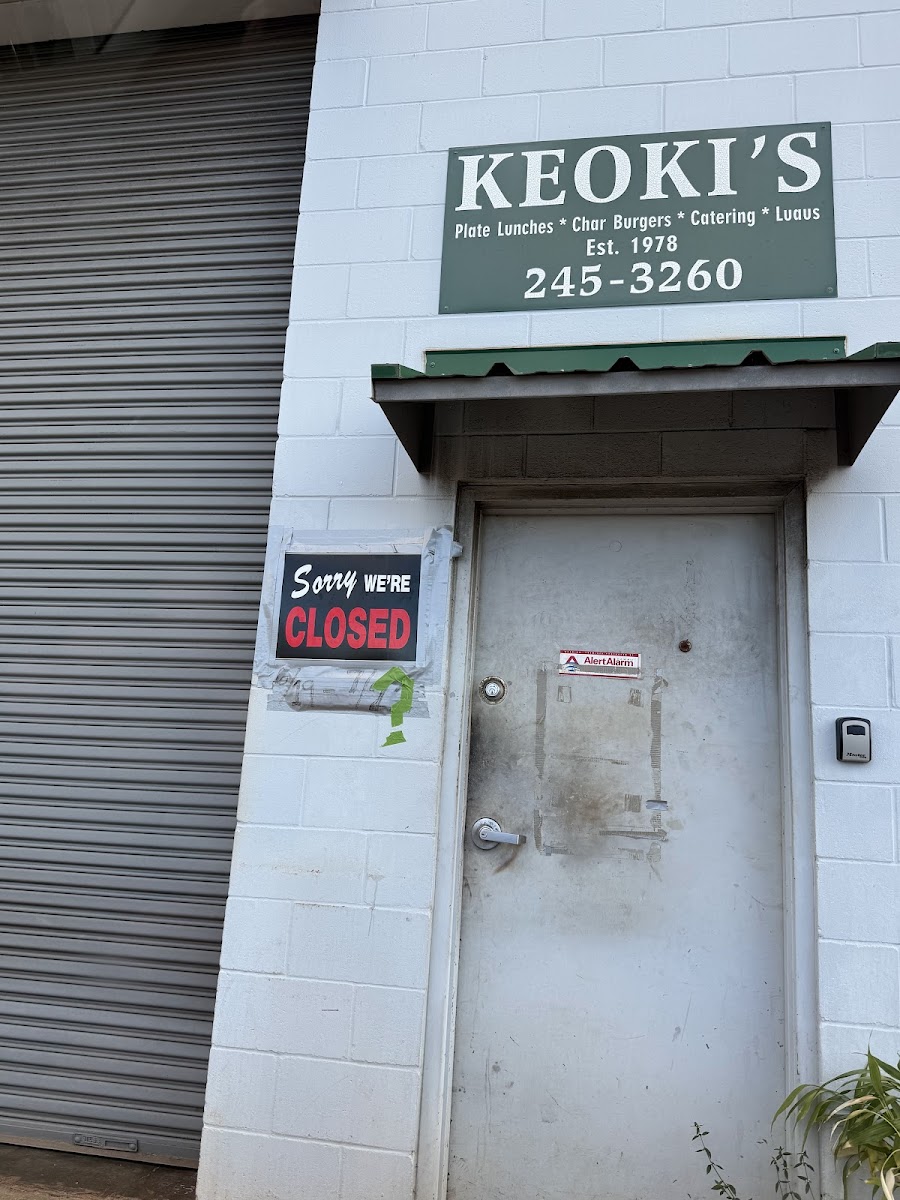 KEOKI'S
Plate Lunches * Char Burgers * Catering * Luaus
Est. 1978
245-3260
Sorry WE'RE
CLOSED
?
AlertAlarm